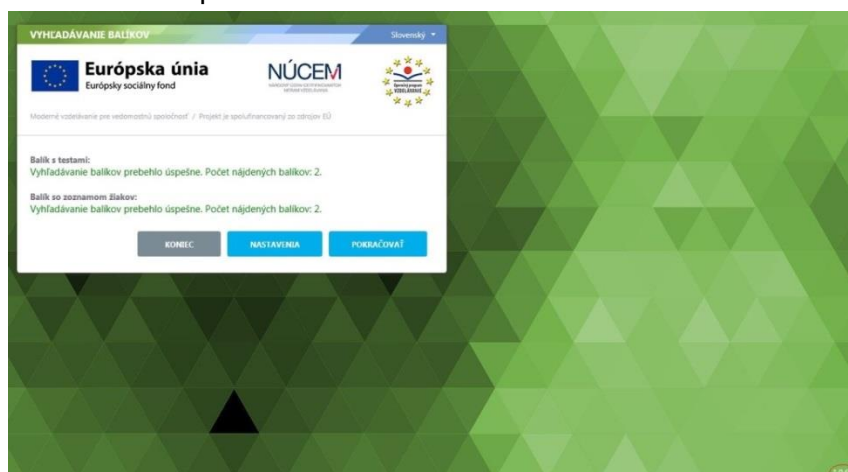 VYHĽADÁVANIE BALÍKOV
Slovenský
Európska únia
Európsky sociálny fond
NÚCEM
Moderné vzdelávanie pre vedomostnú spoločnosť / Projekt je spolufinancovaný zo zdrojov EÚ
Balík s testami:
Vyhľadávanie balíkov prebehlo úspešne. Počet nájdených balíkov: 2.
Balík so zoznamom žiakov:
Vyhľadávanie balíkov prebehlo úspešne. Počet nájdených balíkov: 2.
KONIEC
NASTAVENIA
POKRAČOVAŤ